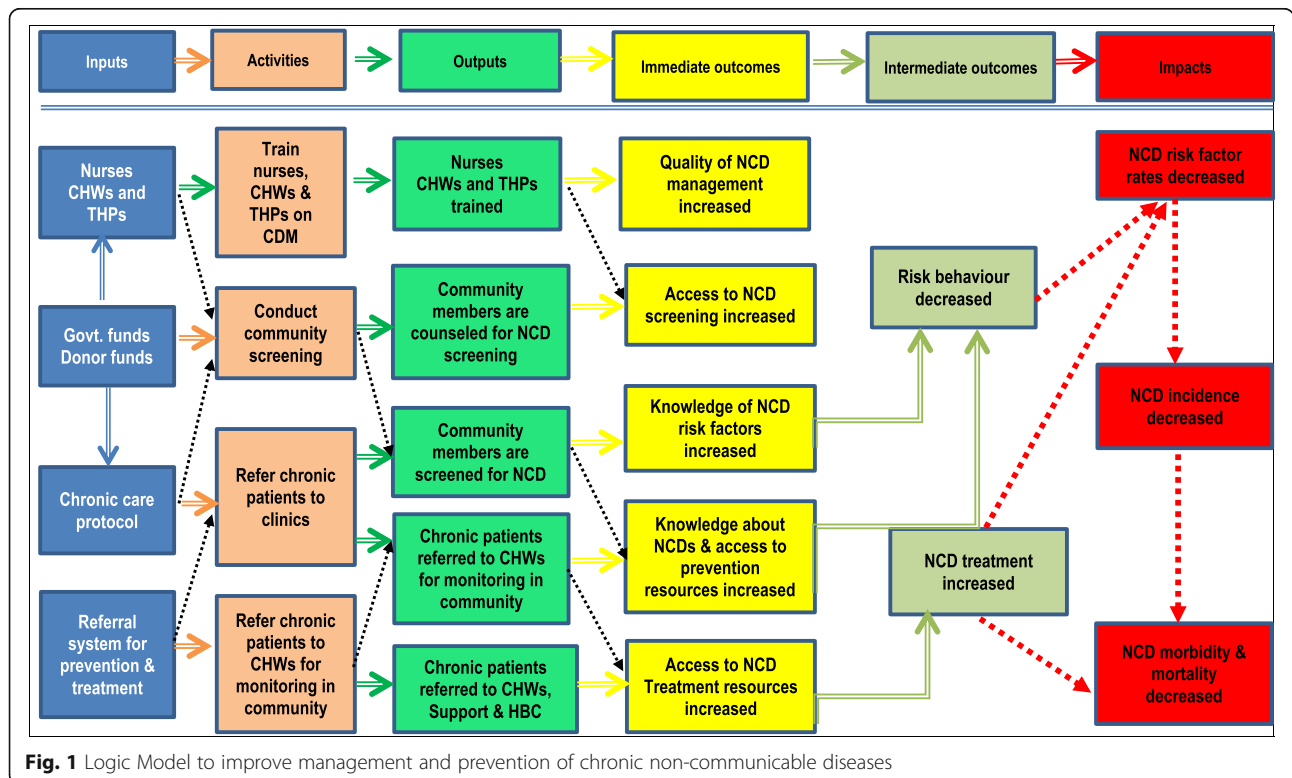 Inputs
Activities
Outputs
Immediate outcomes
Intermediate outcomes
Impacts
Nurses
CHWs and
THPs
Train
nurses,
CHWs &
THPs on
CDM
Nurses
CHWs and THPs
trained
Quality of NCD
management
increased
NCD risk factor
rates decreased
Govt. funds
Donor funds
Conduct
community
screening
Community
members are
counseled for NCD
screening
Access to NCD
screening increased
Risk behaviour
decreased
Chronic care
protocol
Refer chronic
patients to
clinics
Community
members are
screened for NCD
Knowledge of NCD
risk factors
increased
NCD incidence
decreased
Chronic patients
referred to CHWs
for monitoring in
community
Knowledge about
NCDs & access to
prevention
resources increased
NCD treatment
increased
Referral
system for
prevention &
treatment
Refer chronic
patients to
CHWs for
monitoring in
community
Chronic patients
referred to CHWs,
Support & HBC
Access to NCD
Treatment resources
increased
NCD morbidity &
mortality
decreased
Fig. 1 Logic Model to improve management and prevention of chronic non-communicable diseases